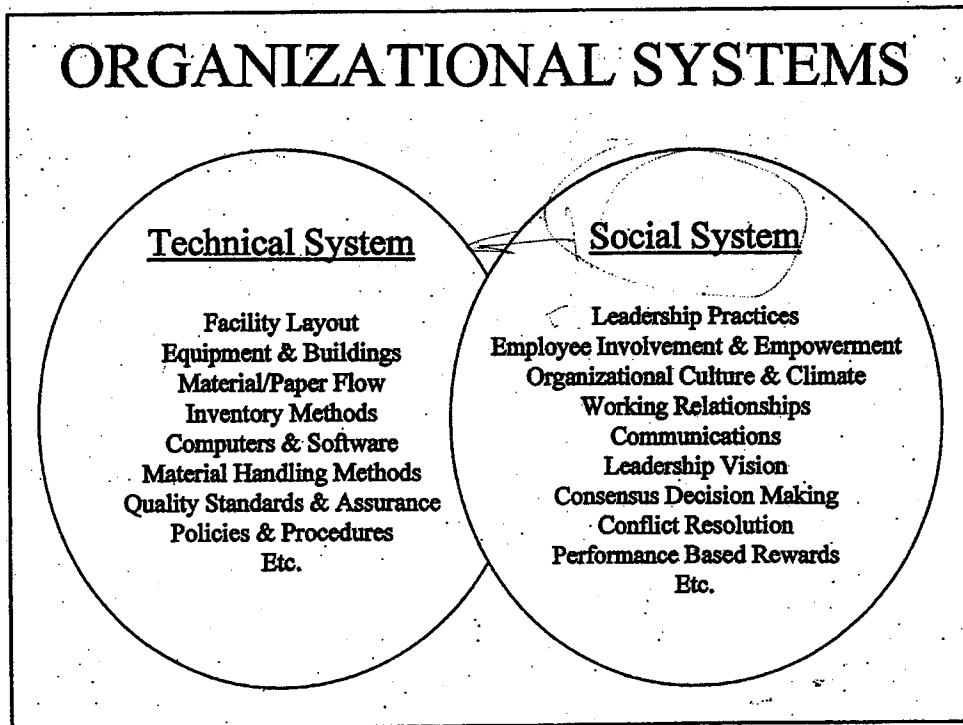 ORGANIZATIONAL SYSTEMS
Technical System
Facility Layout
Equipment & Buildings
Material/Paper Flow
Inventory Methods
Computers & Software
Material Handling Methods
Quality Standards & Assurance
Policies & Procedures
Etc.
Social System
Leadership Practices
Employee Involvement & Empowerment
Organizational Culture & Climate
Working Relationships
Communications
Leadership Vision
Consensus Decision Making
Conflict Resolution
Performance Based Rewards
Etc.